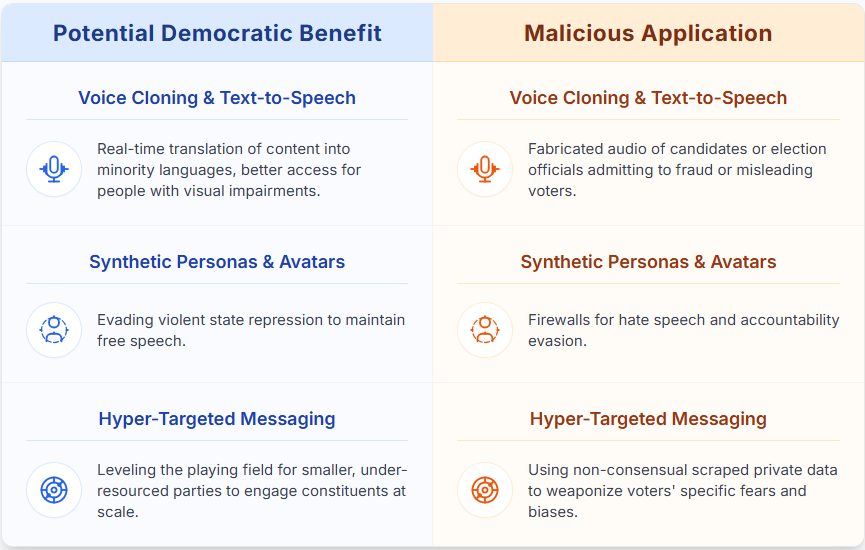 Potential Democratic Benefit
Malicious Application
Voice Cloning & Text-to-Speech
Real-time translation of content into
minority languages, better access for
people with visual impairments.
Voice Cloning & Text-to-Speech
Fabricated audio of candidates or election
officials admitting to fraud or misleading
voters.
Synthetic Personas & Avatars
Evading violent state repression to maintain
free speech.
Synthetic Personas & Avatars
Firewalls for hate speech and accountability
evasion.
Hyper-Targeted Messaging
Leveling the playing field for smaller, under-
resourced parties to engage constituents at
scale.
Hyper-Targeted Messaging
Using non-consensual scraped private data
to weaponize voters' specific fears and
biases.